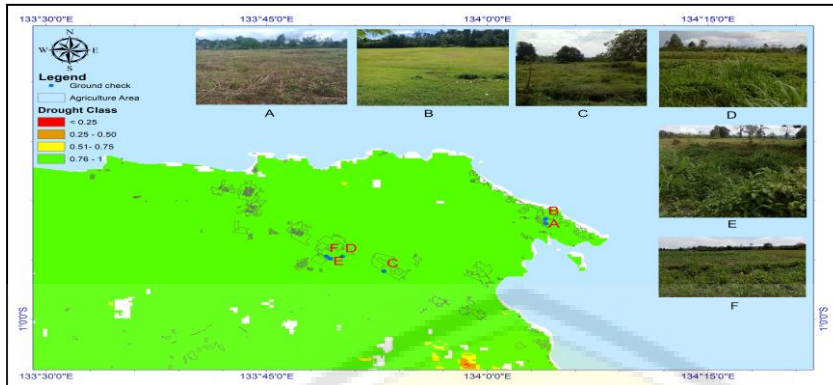 133°30'0"E 133°45'0"E 134°0'0"E 134°15'0"E
N
W E
S
Legend
Ground check
Agriculture Area
Drought Class
< 0.25
0.25 - 0.50
0.51- 0.75
0.76 - 1
A
B
C
D
E
F
B
A
F D
E
C
1°0'0"S
1°0'0"S
133°30'0"E 133°45'0"E 134°0'0"E 134°15'0"E